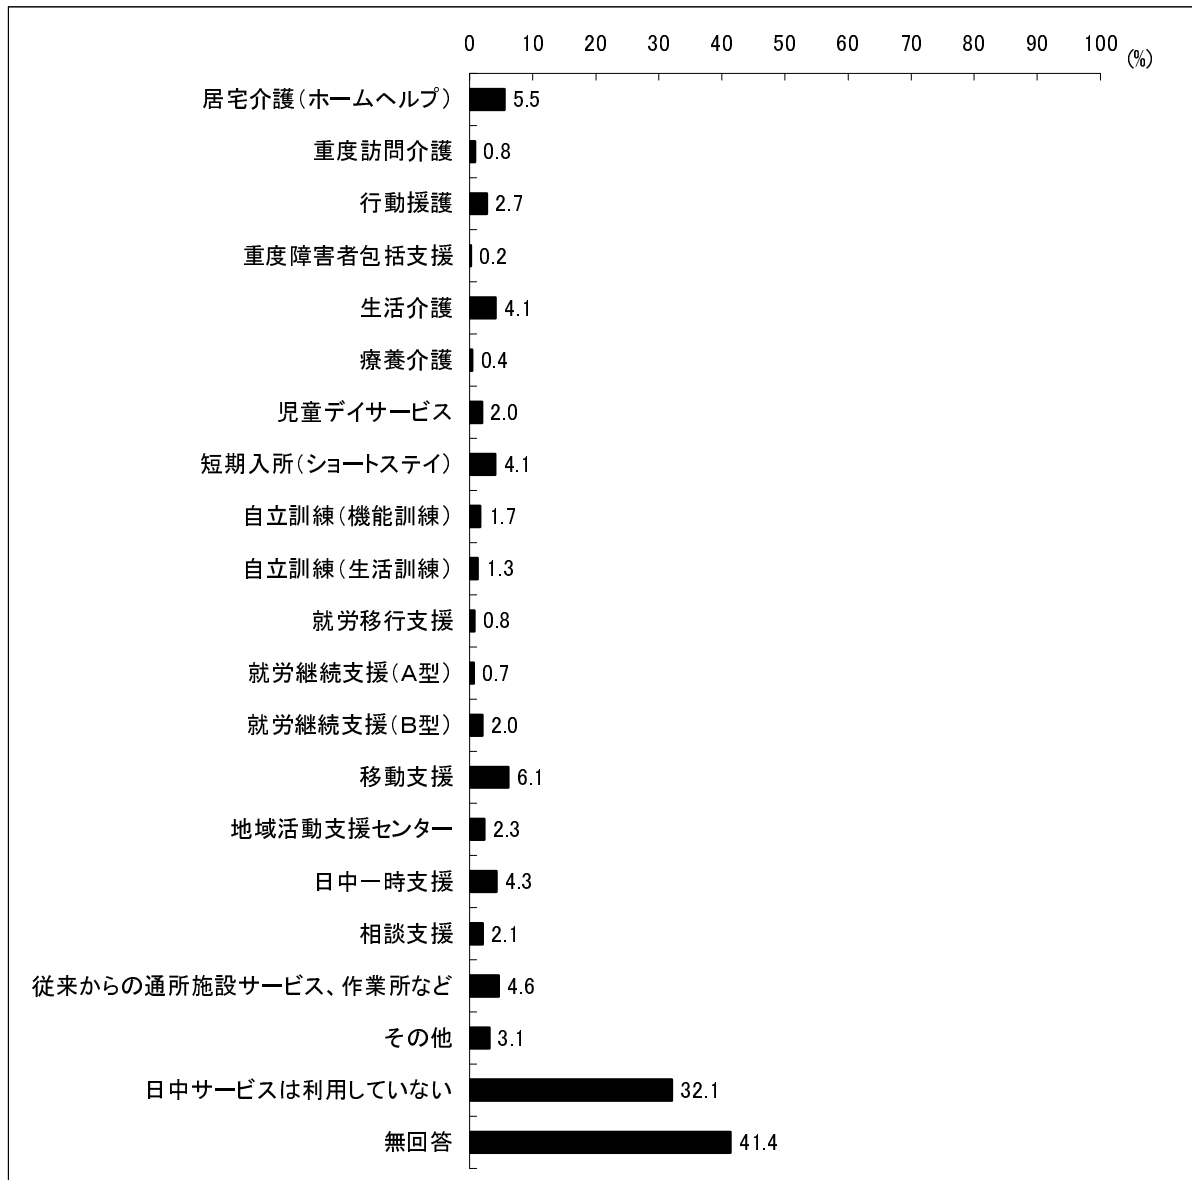 0 10 20 30 40 50 60 70 80 90 100
(%)
居宅介護(ホームヘルプ) 5.5
重度訪問介護 0.8
行動援護 2.7
重度障害者包括支援 0.2
生活介護 4.1
療養介護 0.4
児童デイサービス 2.0
短期入所(ショートステイ) 4.1
自立訓練(機能訓練) 1.7
自立訓練(生活訓練) 1.3
就労移行支援 0.8
就労継続支援(A型) 0.7
就労継続支援(B型) 2.0
移動支援 6.1
地域活動支援センター 2.3
日中一時支援 4.3
相談支援 2.1
従来からの通所施設サービス、作業所など 4.6
その他 3.1
日中サービスは利用していない 32.1
無回答 41.4